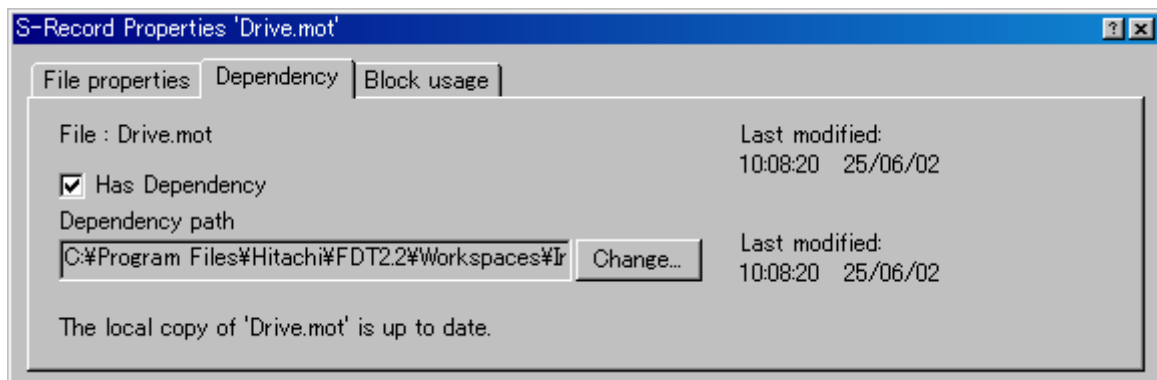 S-Record Properties 'Drive.mot'
File properties Dependency Block usage
File : Drive.mot
Last modified:
10:08:20 25/06/02
Has Dependency
Dependency path
C:¥Program Files¥Hitachi¥FDT2.2¥Workspaces¥Ir
Change...
Last modified:
10:08:20 25/06/02
The local copy of 'Drive.mot' is up to date.